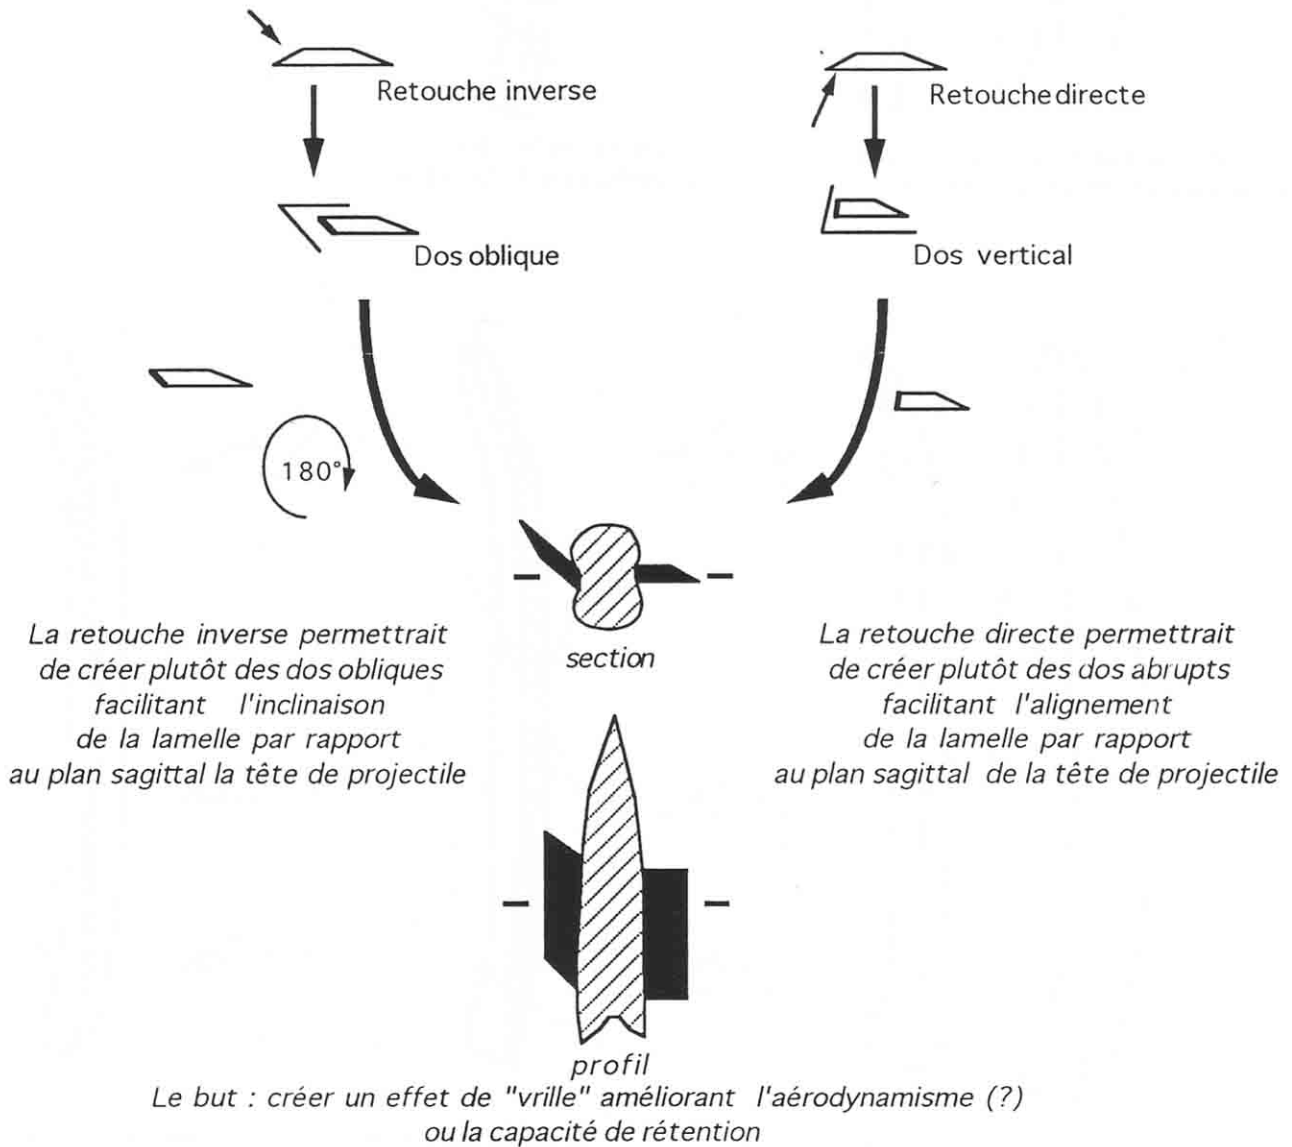 Retouche inverse
Retouche directe
Dos oblique
Dos vertical
180°
section
La retouche inverse permettrait
de créer plutôt des dos obliques
facilitant l'inclinaison
de la lamelle par rapport
au plan sagittal la tête de projectile
La retouche directe permettrait
de créer plutôt des dos abrupts
facilitant l'alignement
de la lamelle par rapport
au plan sagittal de la tête de projectile
profil
Le but : créer un effet de "vrille" améliorant l'aérodynamisme (?)
ou la capacité de rétention